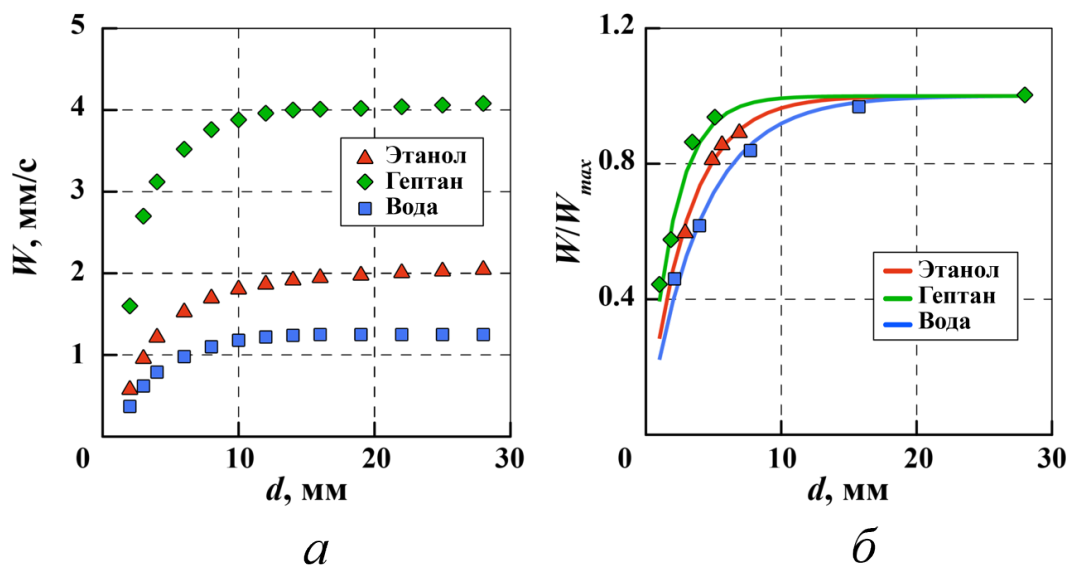 5
4
3
2
1
0
10
20
30
W, мм/с
d, мм
Этанол
Гептан
Вода
а
1.2
0.8
0.4
0
10
20
30
W/Wmax
d, мм
Этанол
Гептан
Вода
б